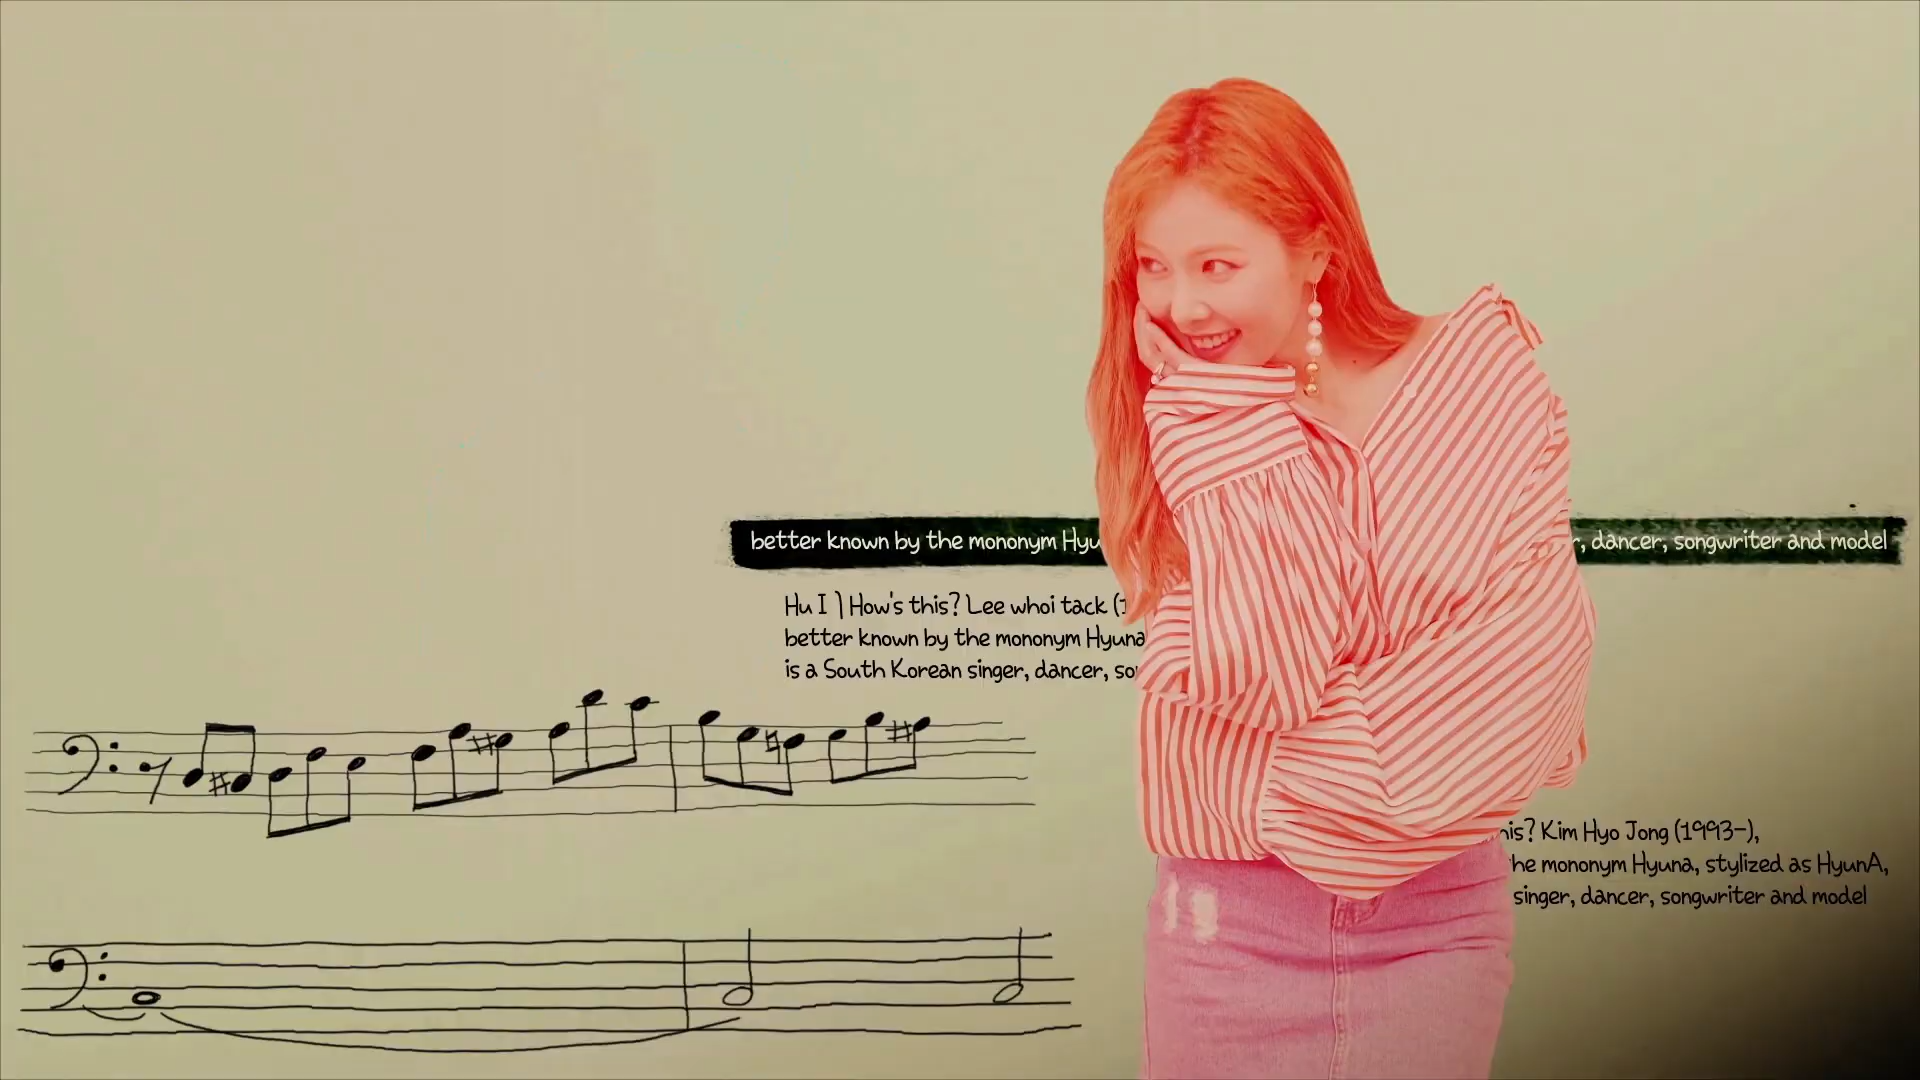 better known by the mononym Hyu
r, dancer, songwriter and model
Hu I ) How's this? Lee whoi tack (1
better known by the mononym Hyuna
is a South Korean singer, dancer, so
his? Kim Hyo Jong (1993-),
the mononym Hyuna, stylized as HyunA,
singer, dancer, songwriter and model